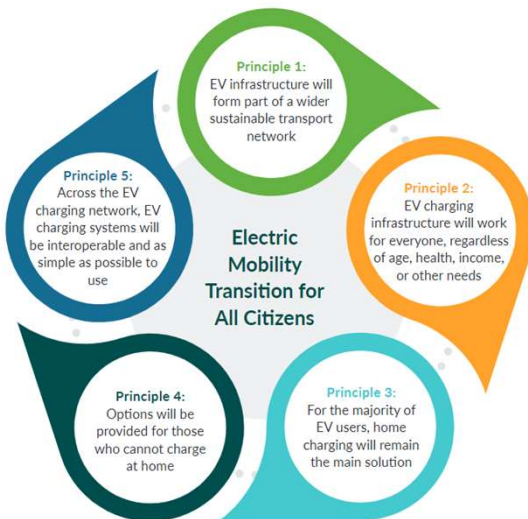 Principle 1:
EV infrastructure will
form part of a wider
sustainable transport
network
Principle 2:
EV charging
infrastructure will work
for everyone, regardless
of age, health, income,
or other needs
Principle 3:
For the majority of
EV users, home
charging will remain
the main solution
Principle 4:
Options will be
provided for those
who cannot charge
at home
Principle 5:
Across the EV
charging network, EV
charging systems will
be interoperable and as
simple as possible to
use
Electric
Mobility
Transition for
All Citizens